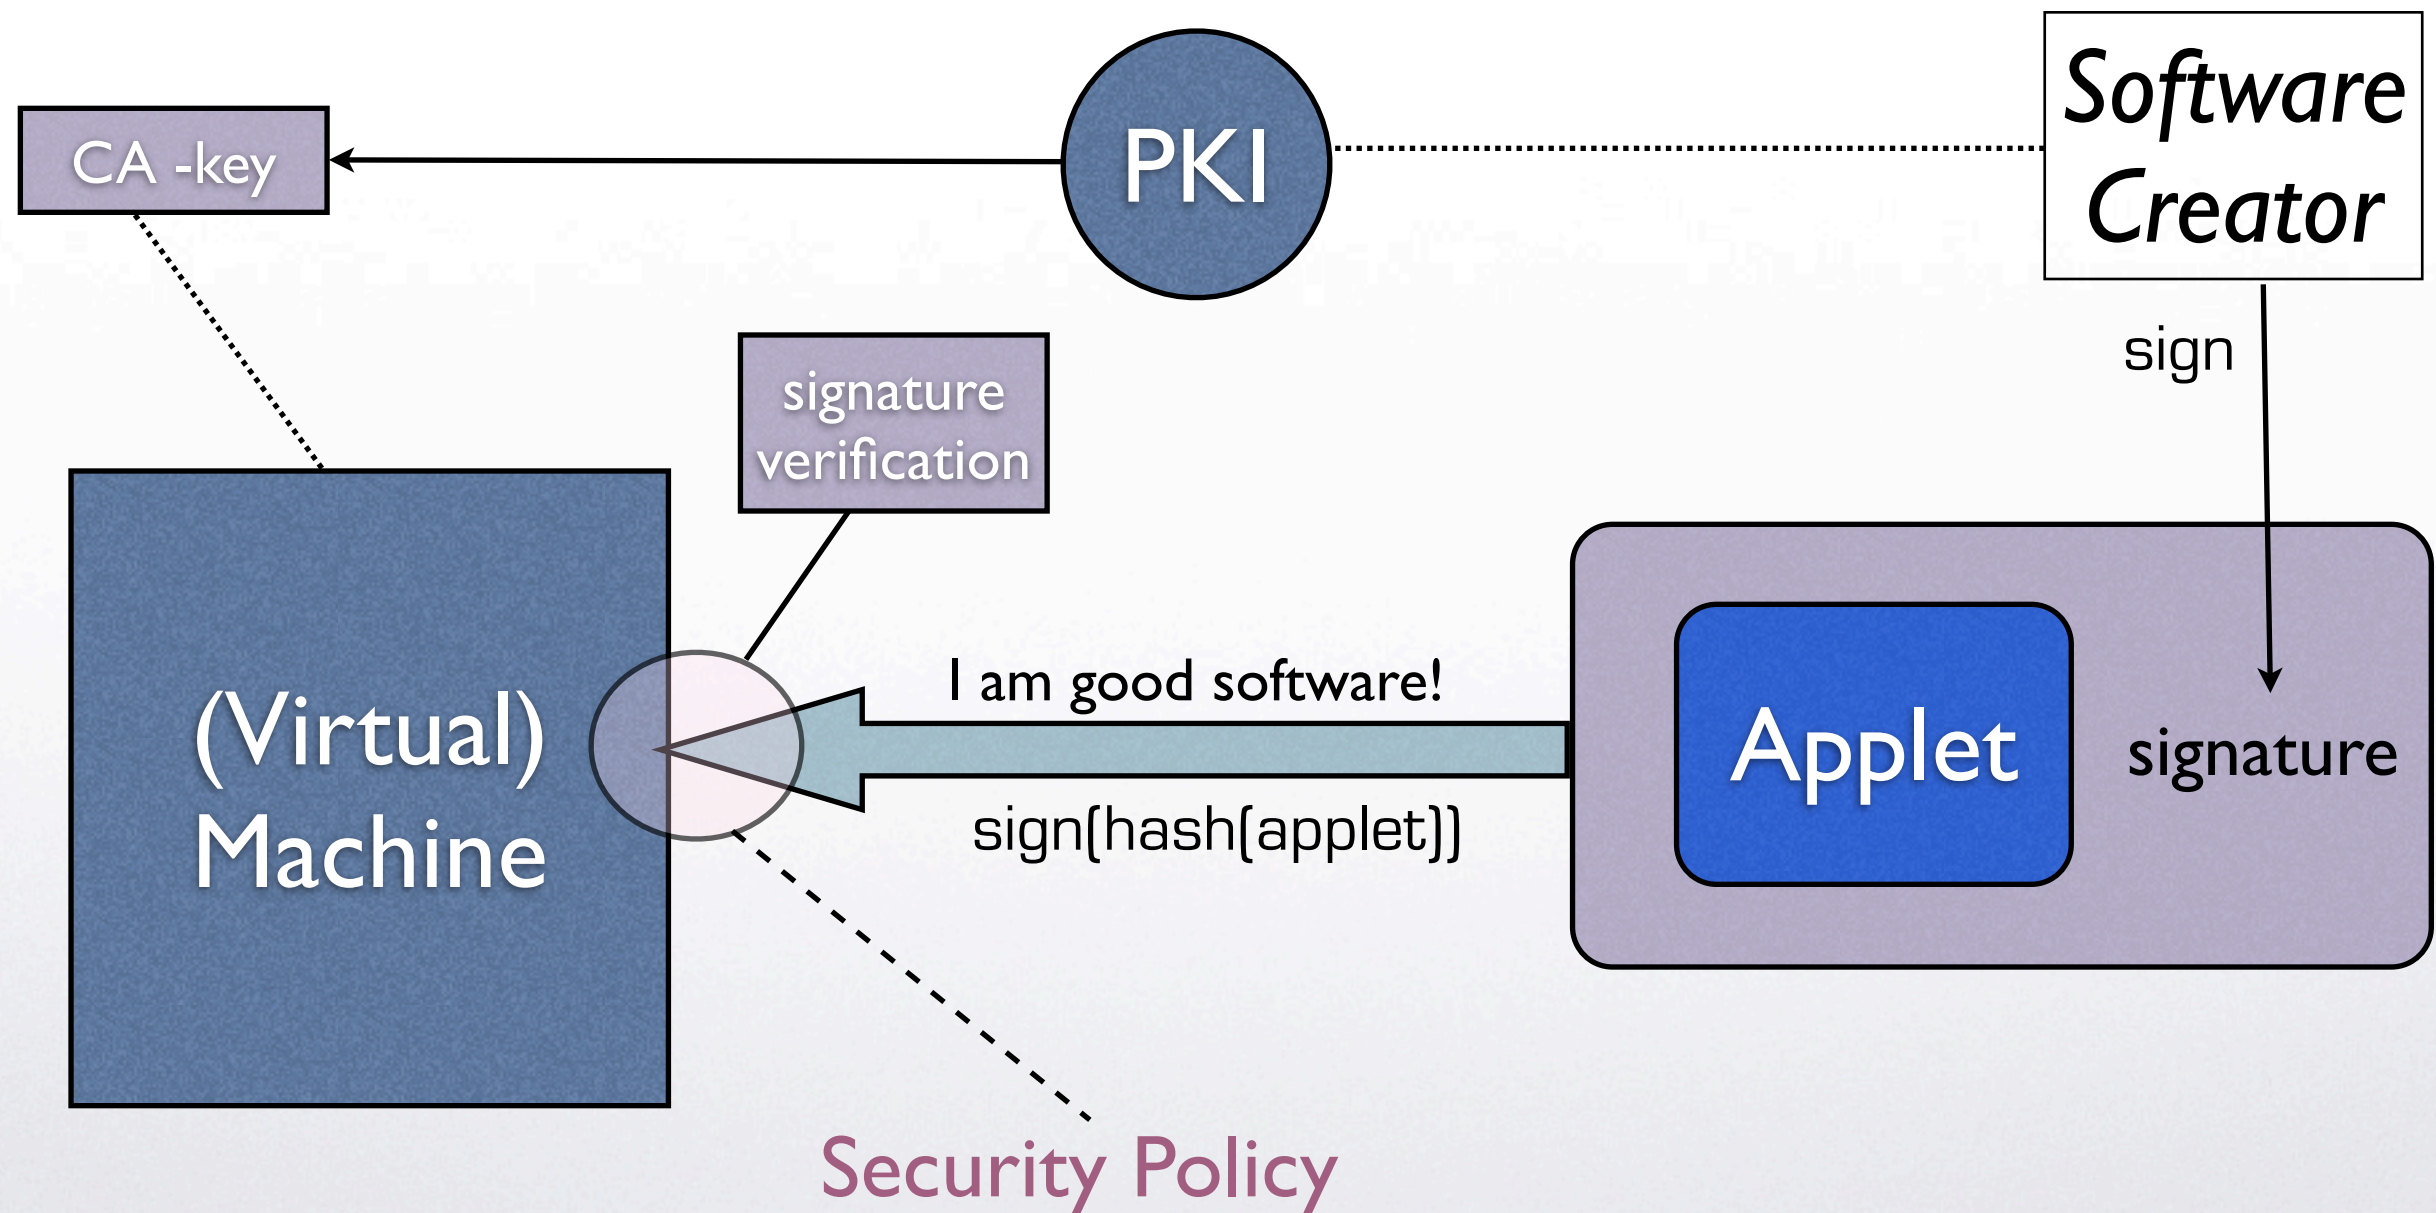 Software
Creator
CA -key
PKI
sign
signature
verification
I am good software!
(Virtual)
Machine
Applet
signature
sign(hash(applet))
Security Policy